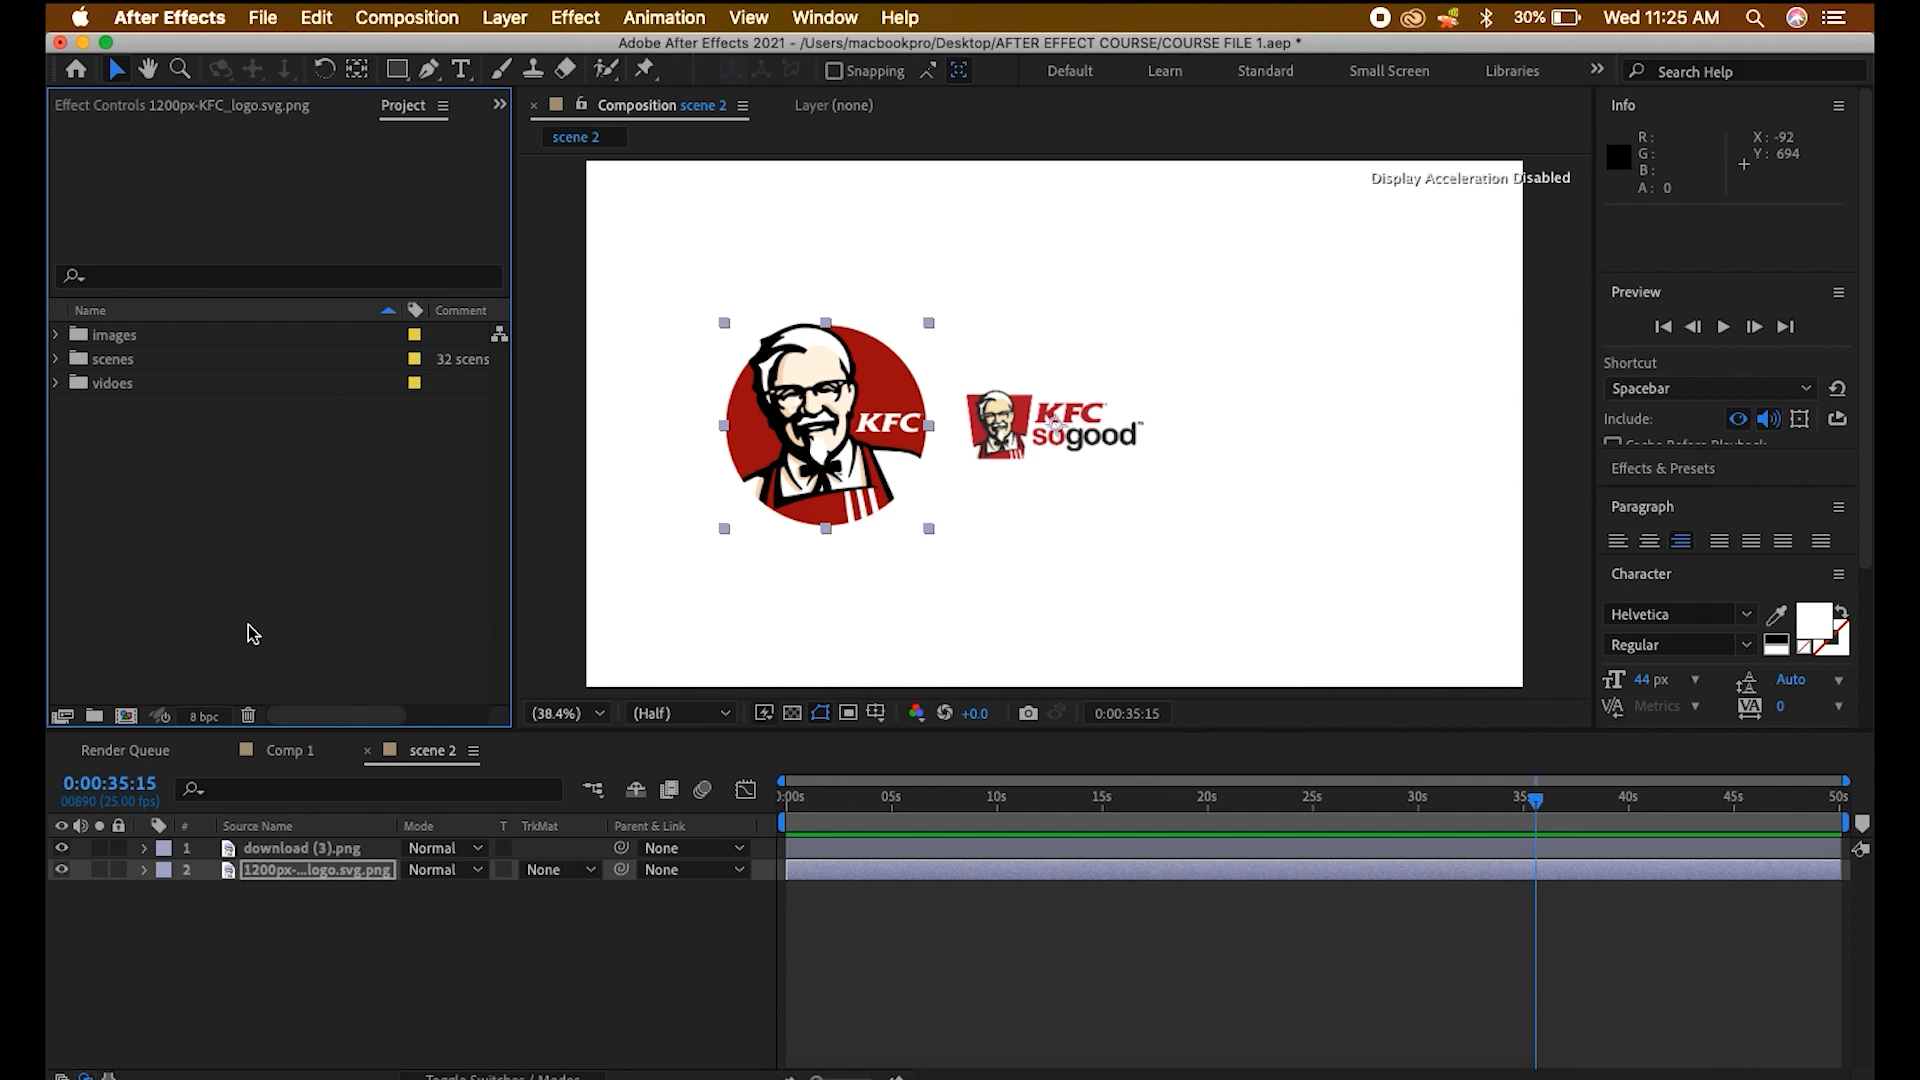 After Effects File Edit Composition Layer Effect Animation View Window Help 30% Wed 11:25 AM
Adobe After Effects 2021 - /Users/macbookpro/Desktop/AFTER EFFECT COURSE/COURSE FILE 1.aep *
Snapping Default Learn Standard Small Screen Libraries Search Help
Effect Controls 1200px-KFC_logo.svg.png Project
Composition scene 2 Layer (none)
scene 2
Name Comment
images
scenes 32 scens
vidoes
Display Acceleration Disabled
KFC
KFC
sogood™
8 bpc
(38.4%) (Half) +0.0 0:00:35:15
Info
R: X: -92
G: Y: 694
B:
A: 0
Preview
Shortcut
Spacebar
Include:
Cache Before Playback
Effects & Presets
Paragraph
Character
Helvetica
Regular
44 px Auto
Metrics 0
Render Queue Comp 1 scene 2
0:00:35:15
00890 (25.00 fps)
):00s 05s 10s 15s 20s 25s 30s 35s 40s 45s 50s
# Source Name Mode T TrkMat Parent & Link
1 download (3).png Normal None
2 1200px-...logo.svg.png Normal None None
Toggle Switches / Modes